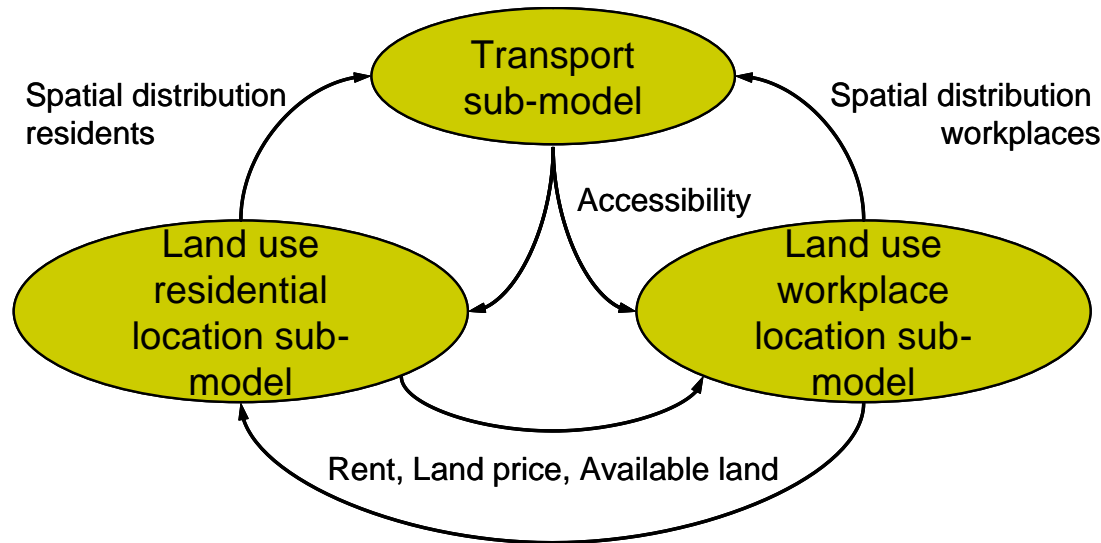 Transport
sub-model
Spatial distribution
residents
Spatial distribution
workplaces
Accessibility
Land use
residential
location sub-
model
Land use
workplace
location sub-
model
Rent, Land price, Available land